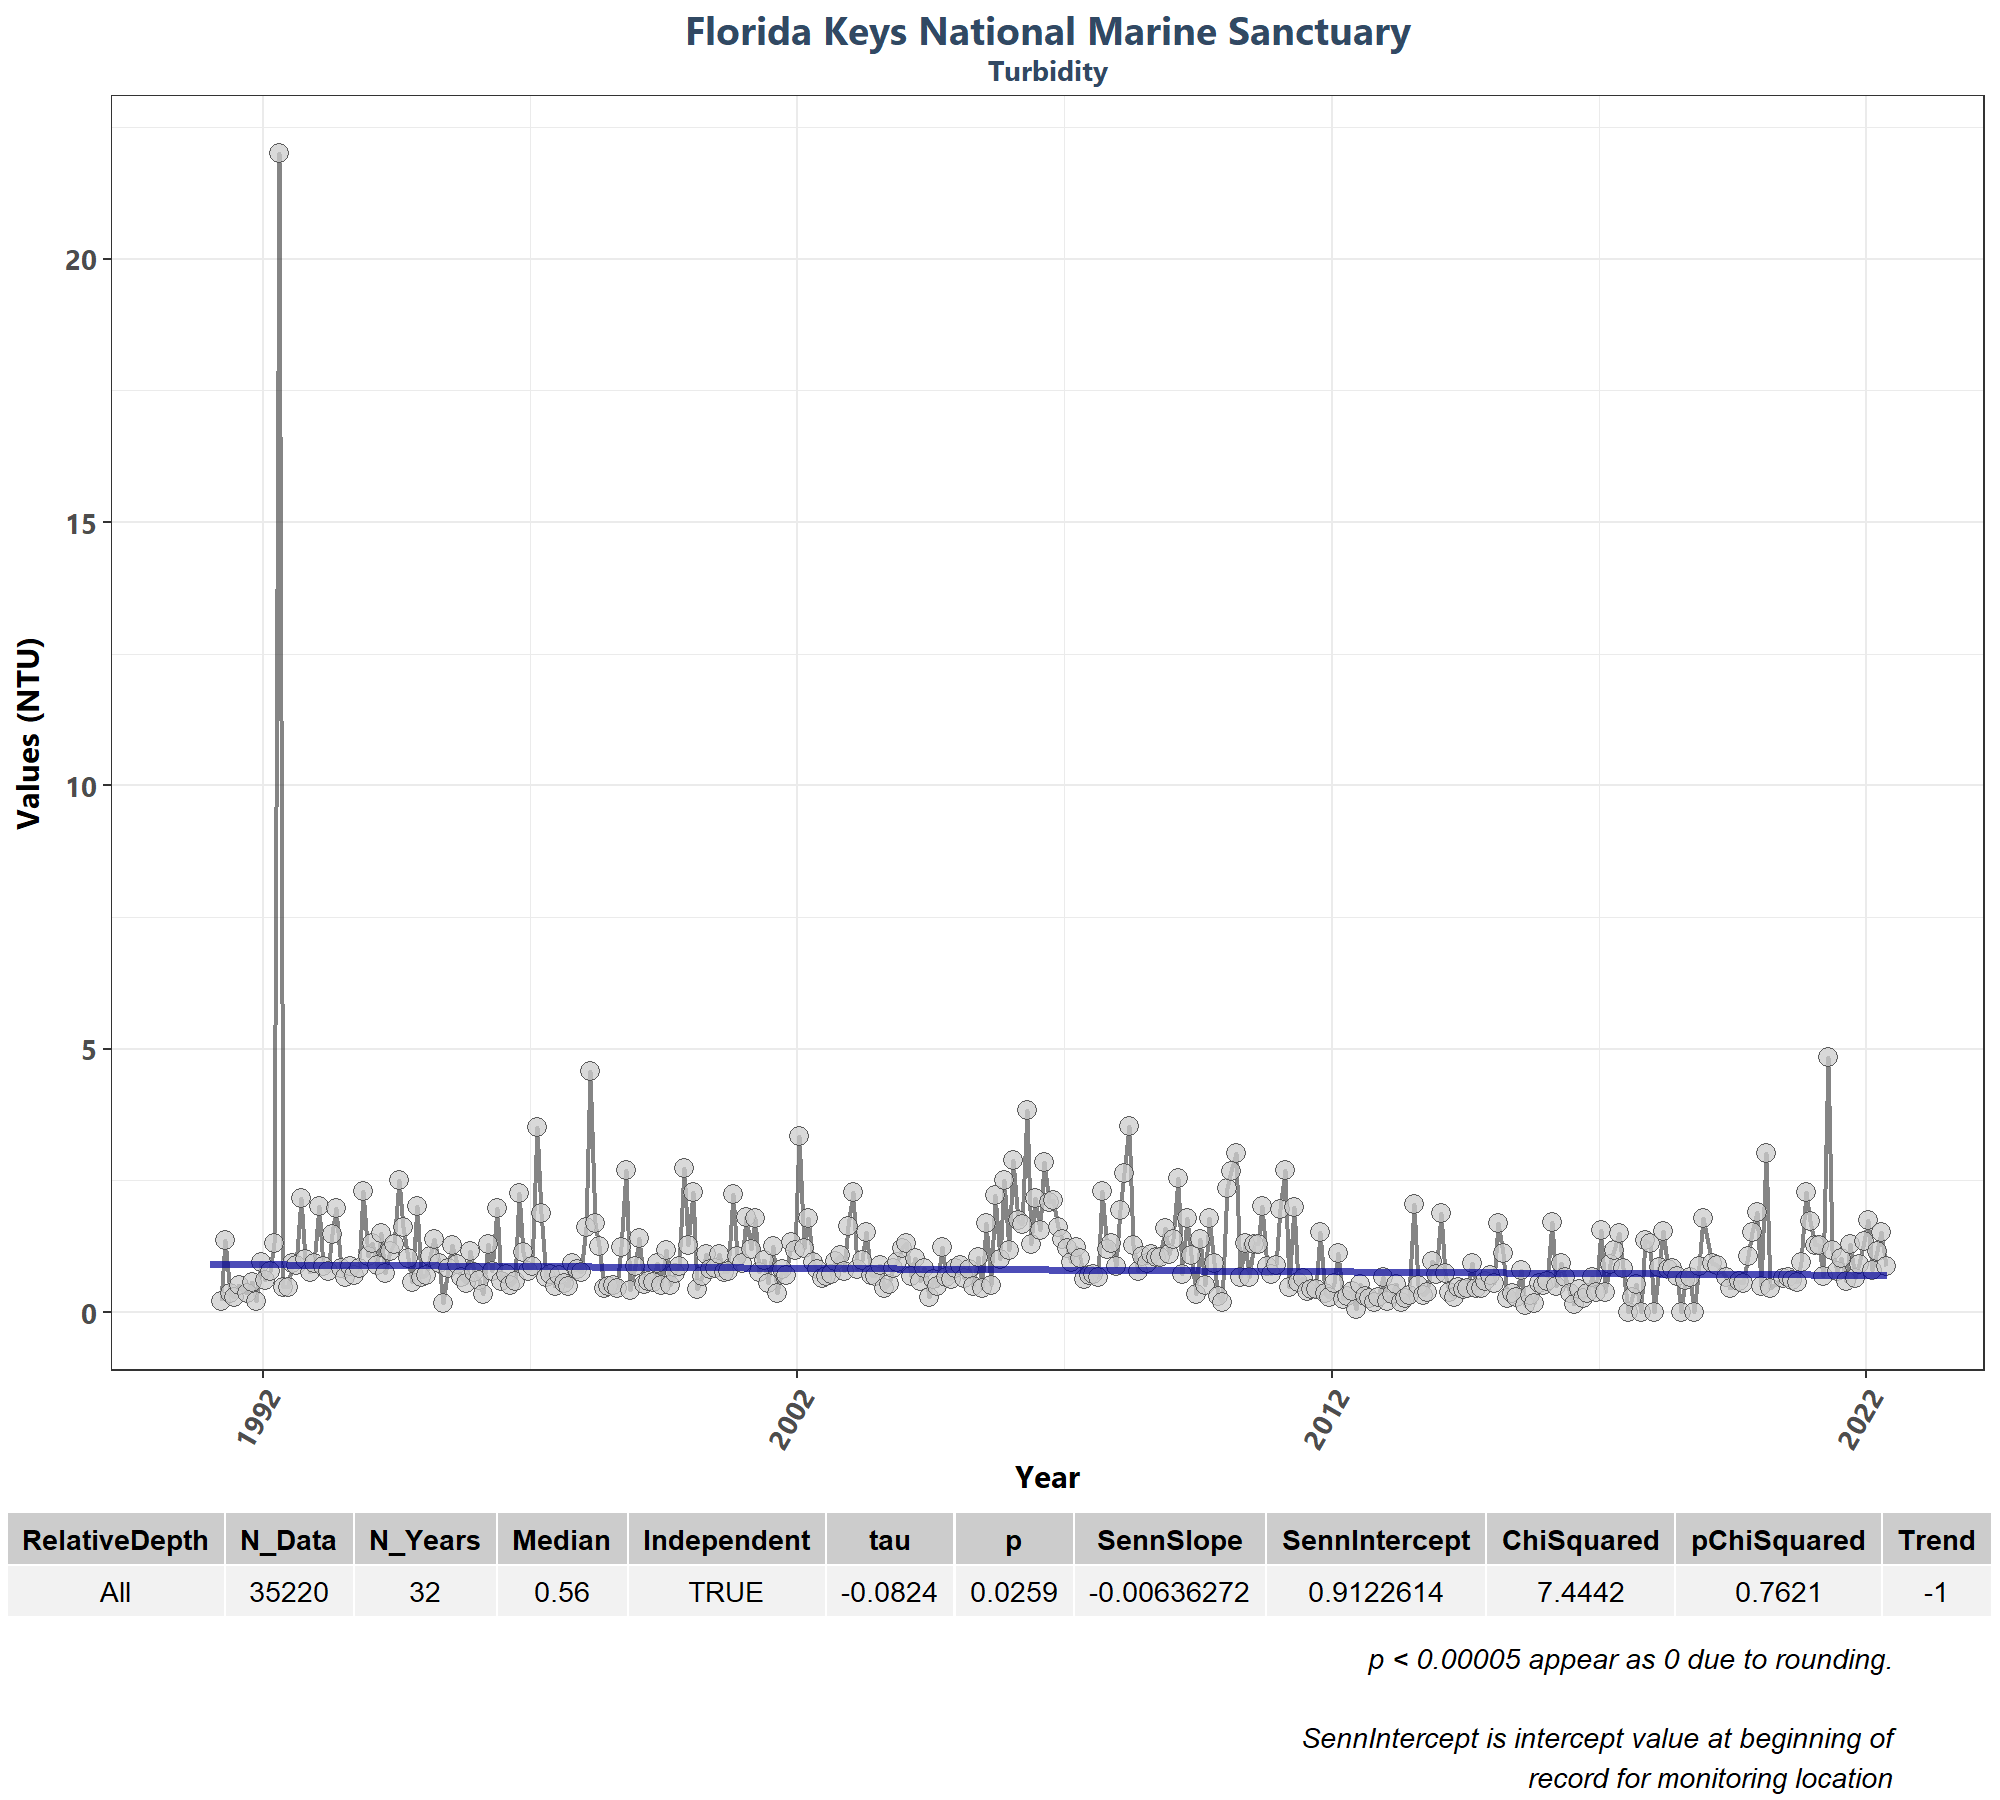 Florida Keys National Marine Sanctuary
Turbidity
Values (NTU)
20
15
10
5
0
1992
2002
2012
2022
Year
RelativeDepth N_Data N_Years Median Independent tau p SennSlope SennIntercept ChiSquared pChiSquared Trend
All 35220 32 0.56 TRUE -0.0824 0.0259 -0.00636272 0.9122614 7.4442 0.7621 -1
p < 0.00005 appear as 0 due to rounding.
SennIntercept is intercept value at beginning of
record for monitoring location